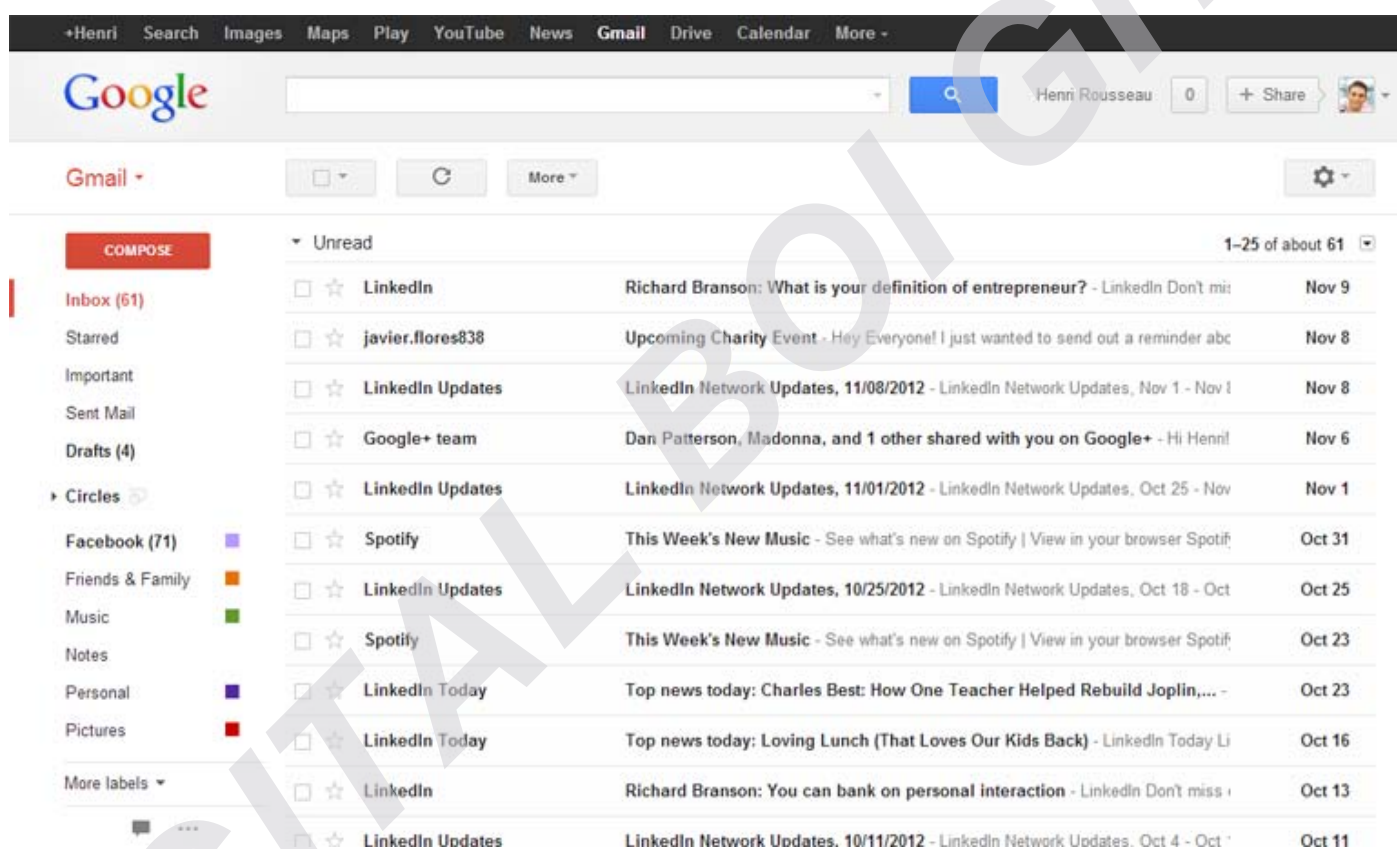 +Henri Search Images Maps Play YouTube News Gmail Drive Calendar More
Google
Henri Rousseau 0 + Share
Gmail
More
COMPOSE
Unread
1–25 of about 61
Inbox (61)
Starred
Important
Sent Mail
Drafts (4)
Circles
Facebook (71)
Friends & Family
Music
Notes
Personal
Pictures
More labels
LinkedIn Richard Branson: What is your definition of entrepreneur? - LinkedIn Don't Nov 9
javier.flores838 Upcoming Charity Event - Hey Everyone! I just wanted to send out a reminder Nov 8
LinkedIn Updates LinkedIn Network Updates, 11/08/2012 - LinkedIn Network Updates, Nov 1 - Nov Nov 8
Google+ team Dan Patterson, Madonna, and 1 other shared with you on Google+ - Hi Henri! Nov 6
LinkedIn Updates LinkedIn Network Updates, 11/01/2012 - LinkedIn Network Updates, Oct 25 - Nov Nov 1
Spotify This Week's New Music - See what's new on Spotify | View in your browser Oct 31
LinkedIn Updates LinkedIn Network Updates, 10/25/2012 - LinkedIn Network Updates, Oct 18 - Oct Oct 25
Spotify This Week's New Music - See what's new on Spotify | View in your browser Oct 23
LinkedIn Today Top news today: Charles Best: How One Teacher Helped Rebuild Joplin,... - Oct 23
LinkedIn Today Top news today: Loving Lunch (That Loves Our Kids Back) - LinkedIn Today Li Oct 16
LinkedIn Richard Branson: You can bank on personal interaction - LinkedIn Don't miss Oct 13
LinkedIn Updates LinkedIn Network Updates, 10/11/2012 - LinkedIn Network Updates, Oct 4 - Oct Oct 11
GITAL BOI GI